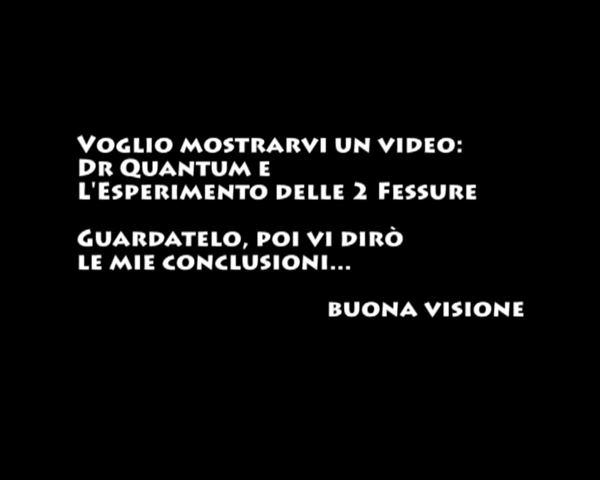 Voglio mostrarvi un video:
Dr Quantum e
L'Esperimento delle 2 Fessure
Guardatelo, poi vi dirò
le mie conclusioni...
buona visione